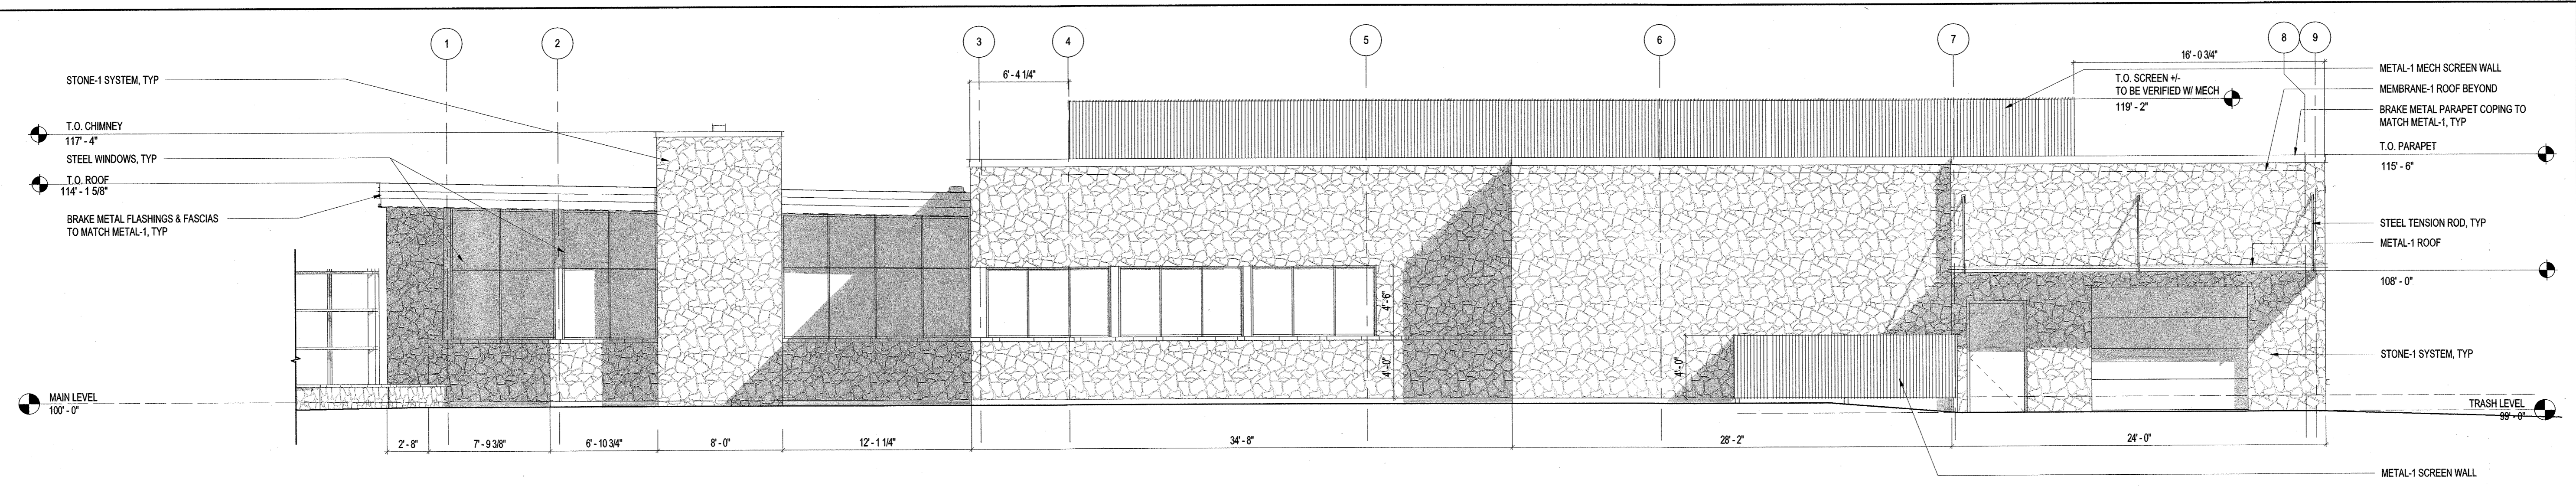 1
2
3
4
5
6
7
8
9
6' - 4 1/4"
16' - 0 3/4"
STONE-1 SYSTEM, TYP
T.O. CHIMNEY
117' - 4"
STEEL WINDOWS, TYP
T.O. ROOF
114' - 1 5/8"
BRAKE METAL FLASHINGS & FASCIAS
TO MATCH METAL-1, TYP
MAIN LEVEL
100' - 0"
T.O. SCREEN +/-
TO BE VERIFIED W/ MECH
119' - 2"
METAL-1 MECH SCREEN WALL
MEMBRANE-1 ROOF BEYOND
BRAKE METAL PARAPET COPING TO
MATCH METAL-1, TYP
T.O. PARAPET
115' - 6"
STEEL TENSION ROD, TYP
METAL-1 ROOF
108' - 0"
STONE-1 SYSTEM, TYP
TRASH LEVEL
99' - 6"
METAL-1 SCREEN WALL
4' - 6"
4' - 0"
4' - 0"
2' - 8"
7' - 9 3/8"
6' - 10 3/4"
8' - 0"
12' - 1 1/4"
34' - 8"
28' - 2"
24' - 0"